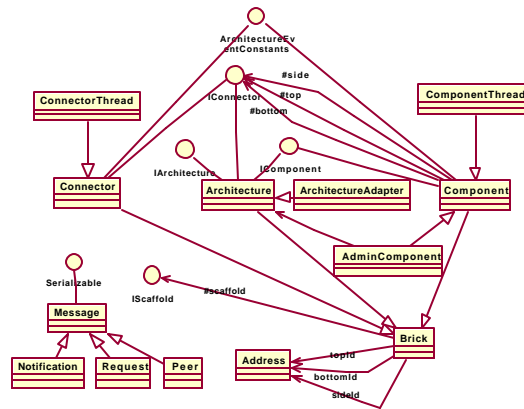 ArchitectureEv
entConstants
#side
#top
#bottom
IConnector
ConnectorThread
ComponentThread
IArchitecture
IComponent
Connector
Architecture
ArchitectureAdapter
Component
AdminComponent
Serializable
IScaffold
#scaffold
Message
Brick
Notification
Request
Peer
Address
topId
bottomId
sideId